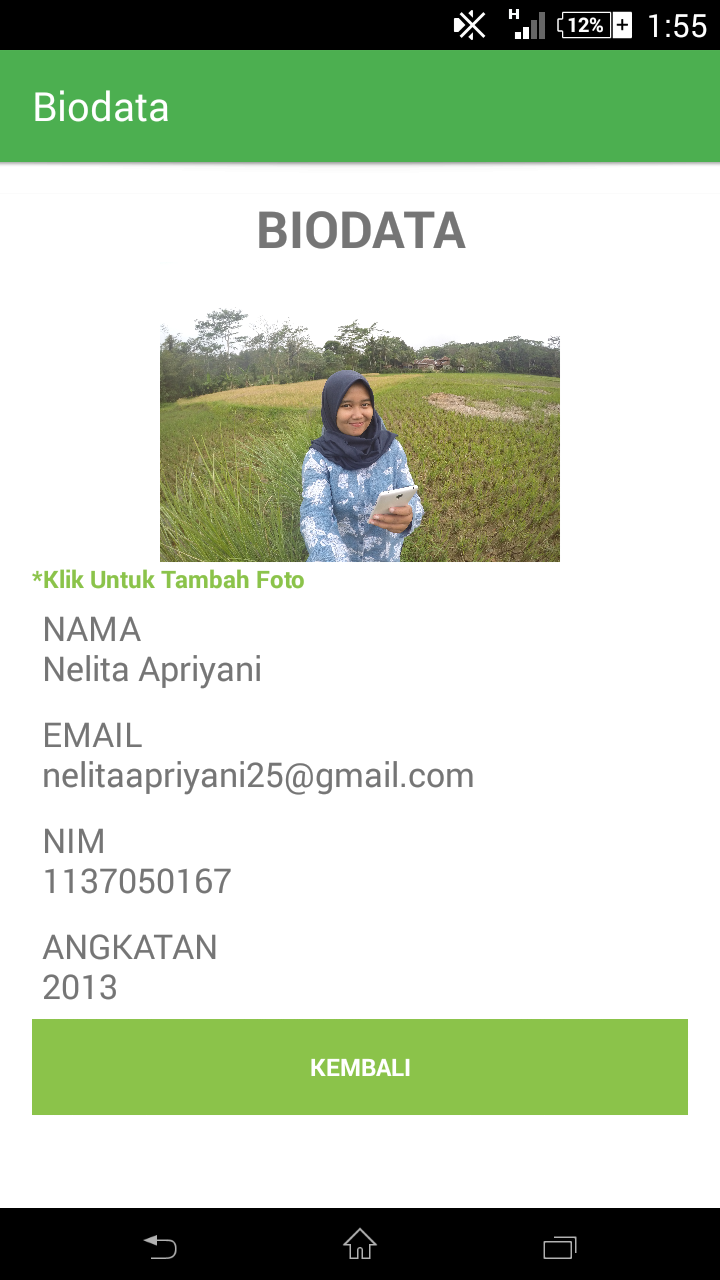 H 12% 1:55
Biodata
BIODATA
*Klik Untuk Tambah Foto
NAMA
Nelita Apriyani
EMAIL
nelitaapriyani25@gmail.com
NIM
1137050167
ANGKATAN
2013
KEMBALI